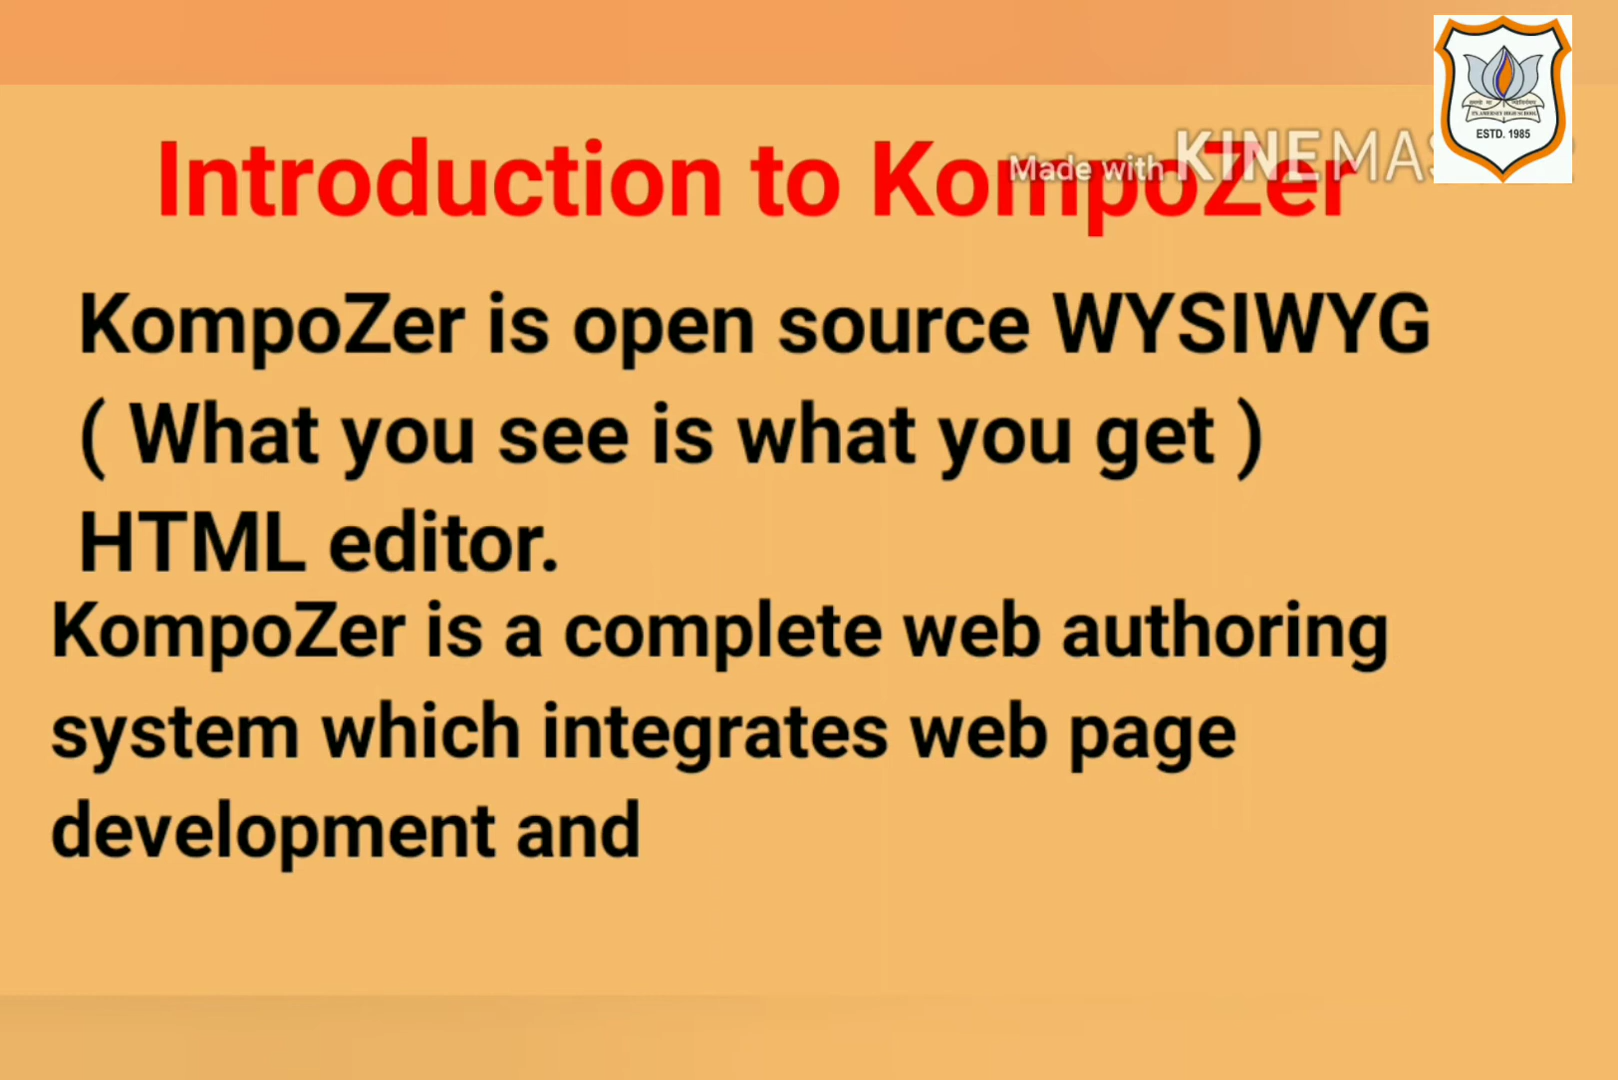 Introduction to KompoZer
Made with KINEMAS
KompoZer is open source WYSIWYG
( What you see is what you get )
HTML editor.
KompoZer is a complete web authoring
system which integrates web page
development and
ESTD. 1985